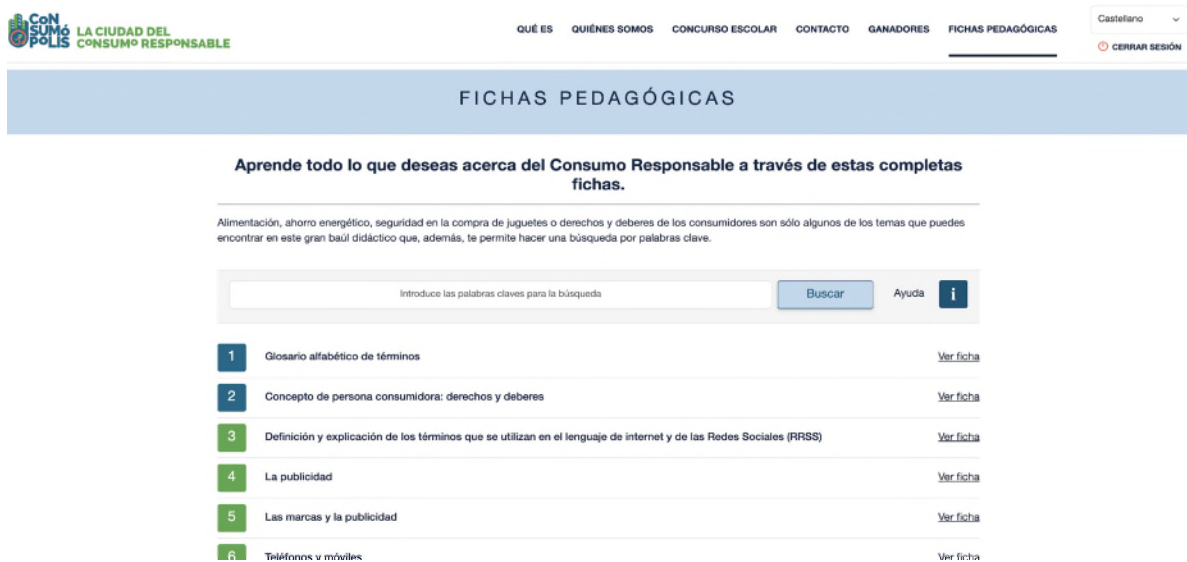 CONSUMÓPOLIS LA CIUDAD DEL CONSUMO RESPONSABLE
QUÉ ES QUIÉNES SOMOS CONCURSO ESCOLAR CONTACTO GANADORES FICHAS PEDAGÓGICAS
Castellano
CERRAR SESIÓN
FICHAS PEDAGÓGICAS
Aprende todo lo que deseas acerca del Consumo Responsable a través de estas completas
fichas.
Alimentación, ahorro energético, seguridad en la compra de juguetes o derechos y deberes de los consumidores son sólo algunos de los temas que puedes
encontrar en este gran baúl didáctico que, además, te permite hacer una búsqueda por palabras clave.
Introduce las palabras claves para la búsqueda Buscar Ayuda i
1 Glosario alfabético de términos Ver ficha
2 Concepto de persona consumidora: derechos y deberes Ver ficha
3 Definición y explicación de los términos que se utilizan en el lenguaje de internet y de las Redes Sociales (RRSS) Ver ficha
4 La publicidad Ver ficha
5 Las marcas y la publicidad Ver ficha
6 Teléfonos y móviles Ver ficha